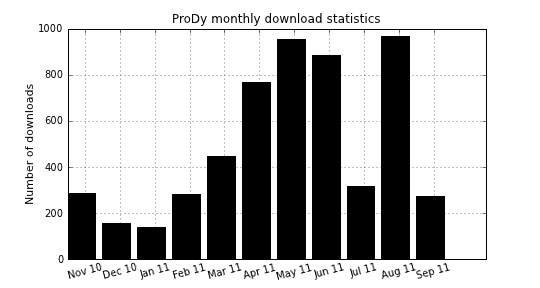 ProDy monthly download statistics
Number of downloads
1000
800
600
400
200
0
Nov 10 Dec 10 Jan 11 Feb 11 Mar 11 Apr 11 May 11 Jun 11 Jul 11 Aug 11 Sep 11